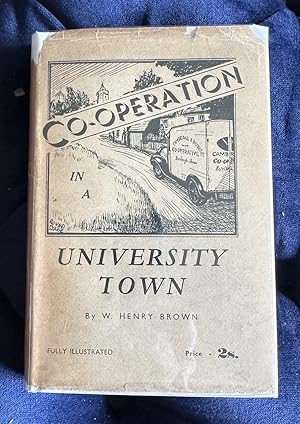 CO-OPERATION
IN A
UNIVERSITY
TOWN
By W. HENRY BROWN
FULLY ILLUSTRATED Price - 2s.